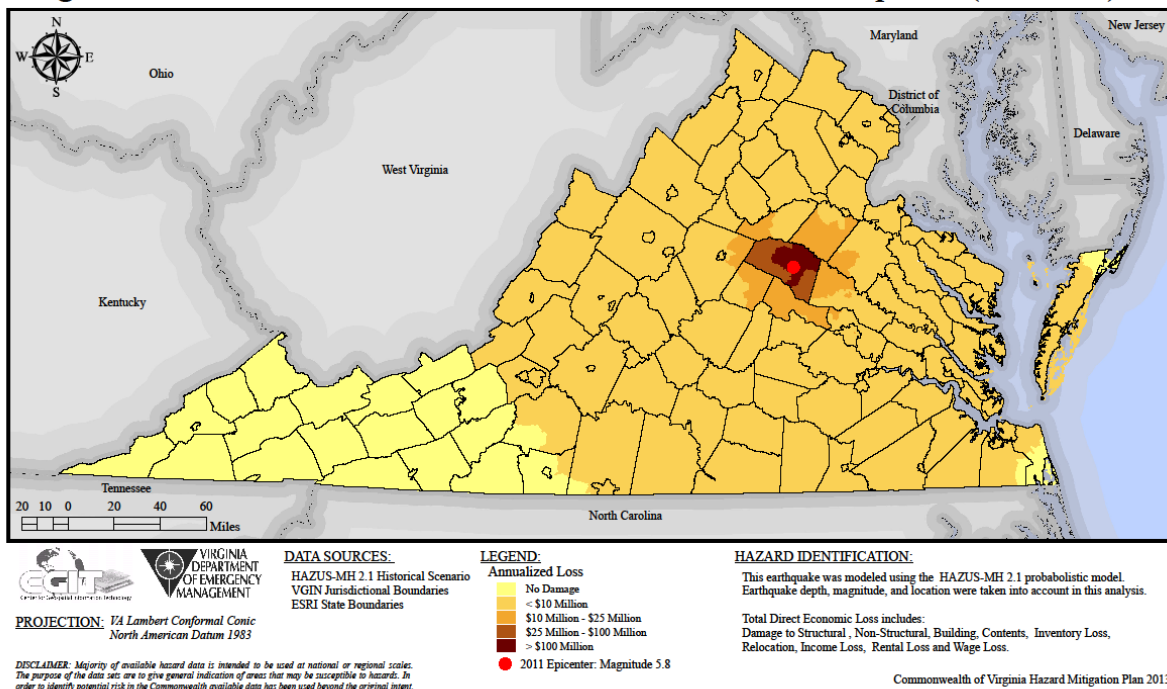 N
W E
S
New Jersey
Maryland
Ohio
District of
Columbia
Delaware
West Virginia
Kentucky
Tennessee
North Carolina
20 10 0 20 40 60
Miles
EGIT
Center for Geospatial Information Technology
VIRGINIA
DEPARTMENT
OF EMERGENCY
MANAGEMENT
PROJECTION: VA Lambert Conformal Conic
North American Datum 1983
DISCLAIMER: Majority of available hazard data is intended to be used at national or regional scales.
The purpose of the data sets are to give general indication of areas that may be susceptible to hazards. In
order to identify potential risk in the Commonwealth available data has been used beyond the original intent.
DATA SOURCES:
HAZUS-MH 2.1 Historical Scenario
VGIN Jurisdictional Boundaries
ESRI State Boundaries
LEGEND:
Annualized Loss
No Damage
< $10 Million
$10 Million - $25 Million
$25 Million - $100 Million
> $100 Million
2011 Epicenter: Magnitude 5.8
HAZARD IDENTIFICATION:
This earthquake was modeled using the HAZUS-MH 2.1 probabolistic model.
Earthquake depth, magnitude, and location were taken into account in this analysis.
Total Direct Economic Loss includes:
Damage to Structural , Non-Structural, Building, Contents, Inventory Loss,
Relocation, Income Loss, Rental Loss and Wage Loss.
Commonwealth of Virginia Hazard Mitigation Plan 2013